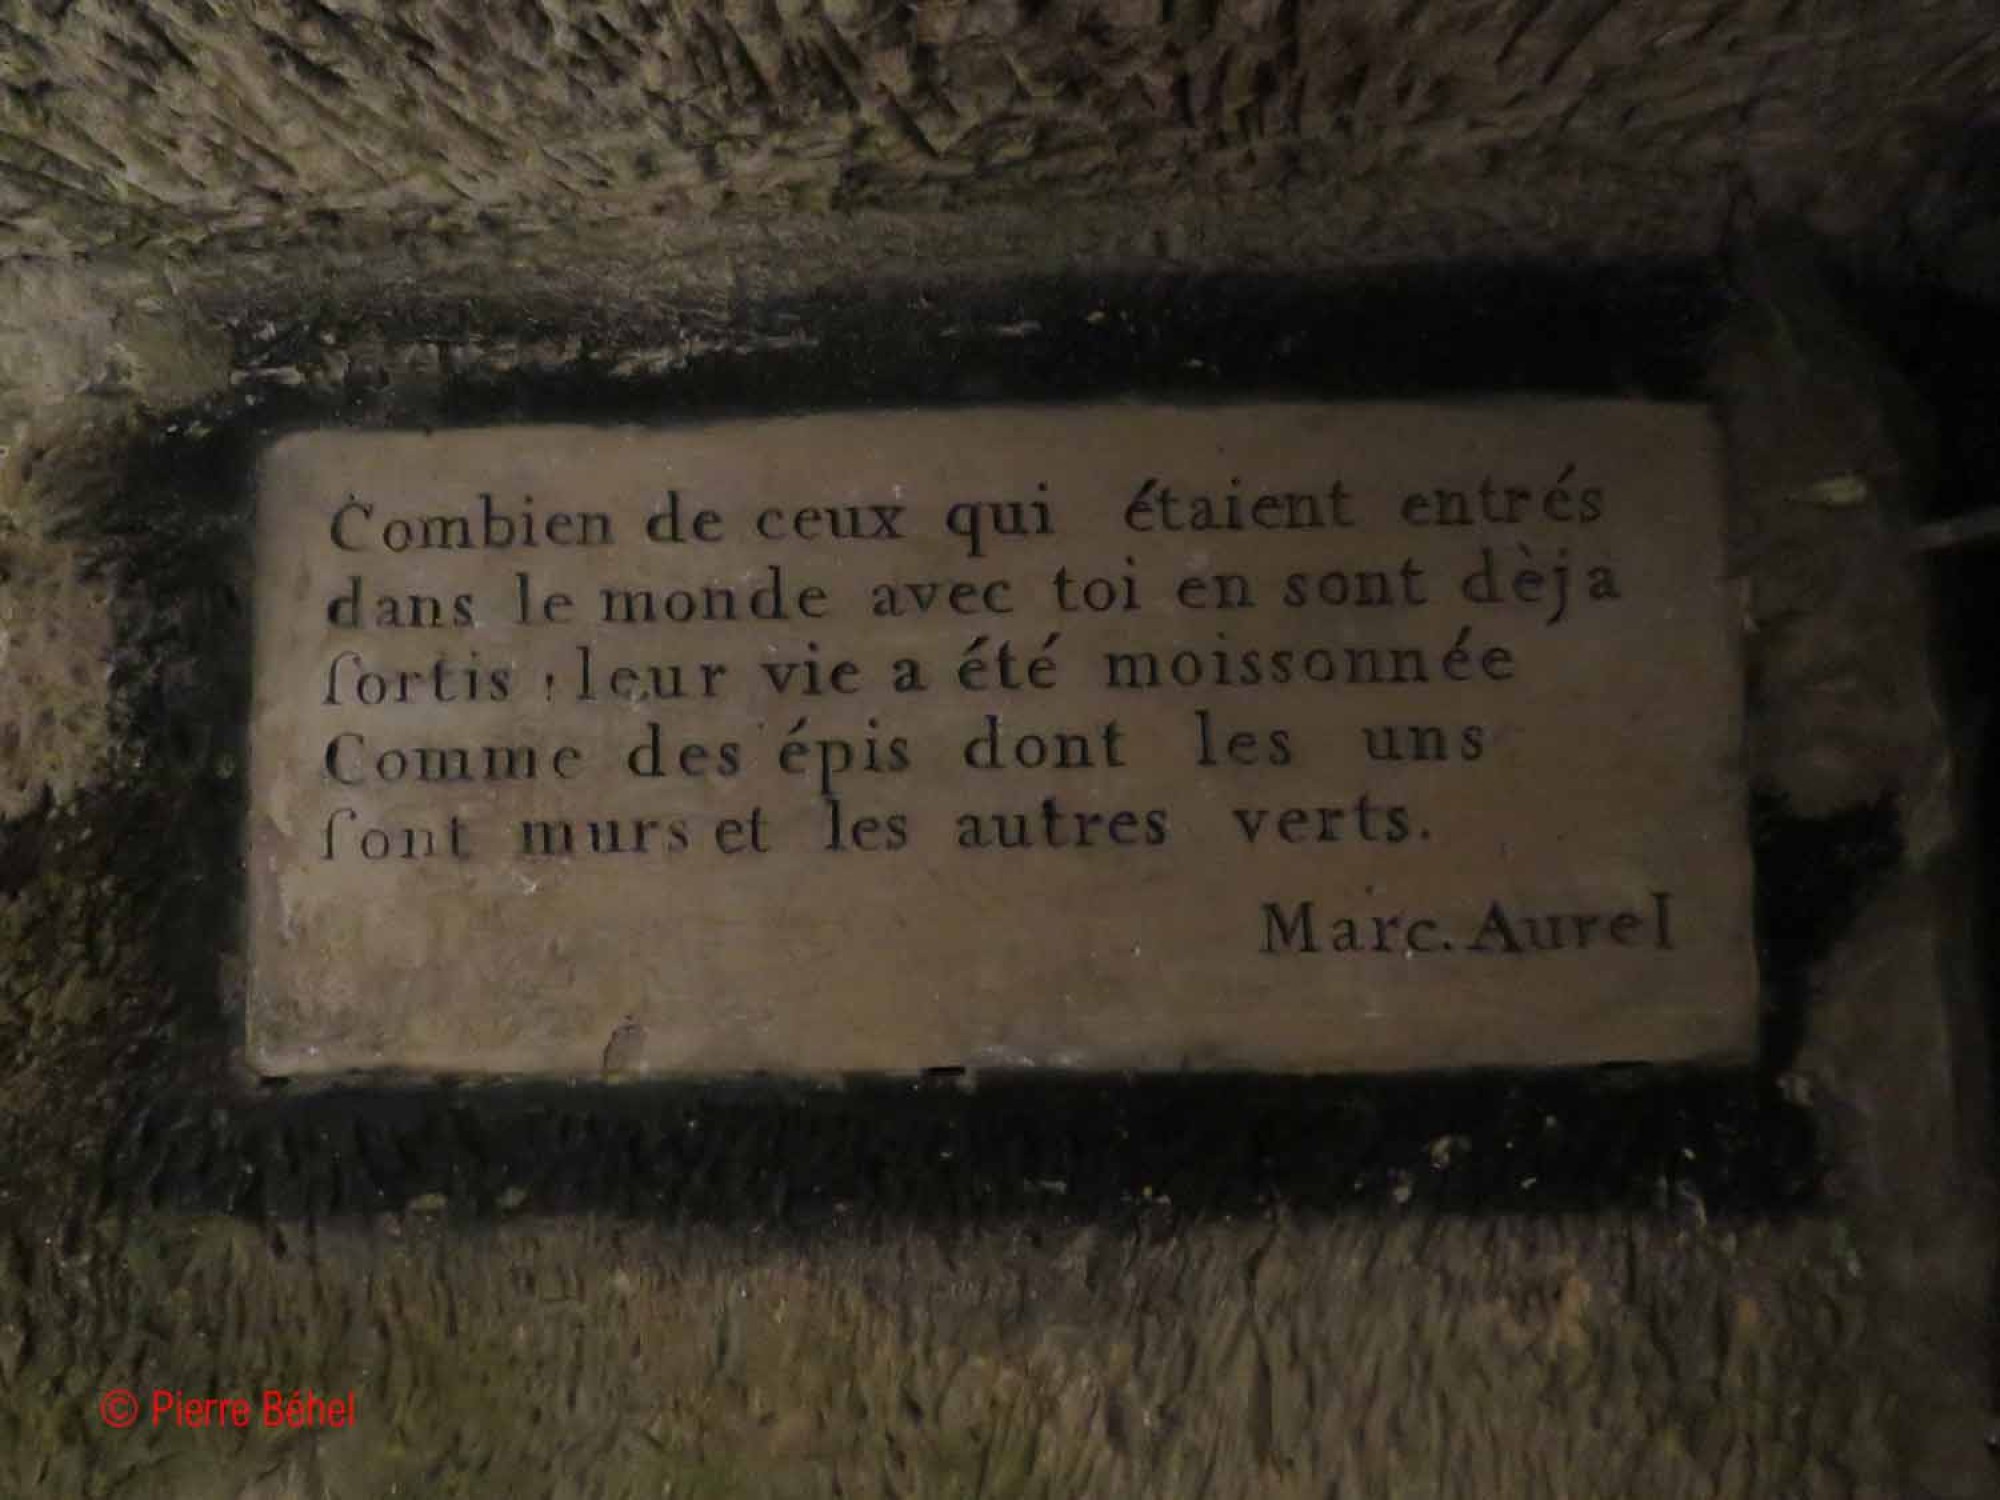 Combien de ceux qui étaient entrés
dans le monde avec toi en sont dèja
ſortis, leur vie a été moissonnée
Comme des épis dont les uns
ſont murs et les autres verts.
Marc. Aurel
© Pierre Béhel